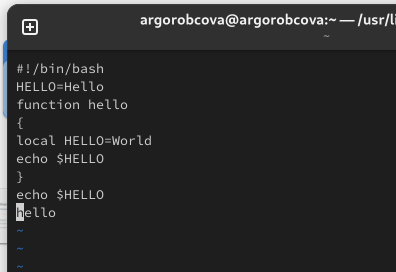 argorobcova@argorobcova:~ — /usr/li
~
#!/bin/bash
HELLO=Hello
function hello
{
local HELLO=World
echo $HELLO
}
echo $HELLO
hello
~
~
~